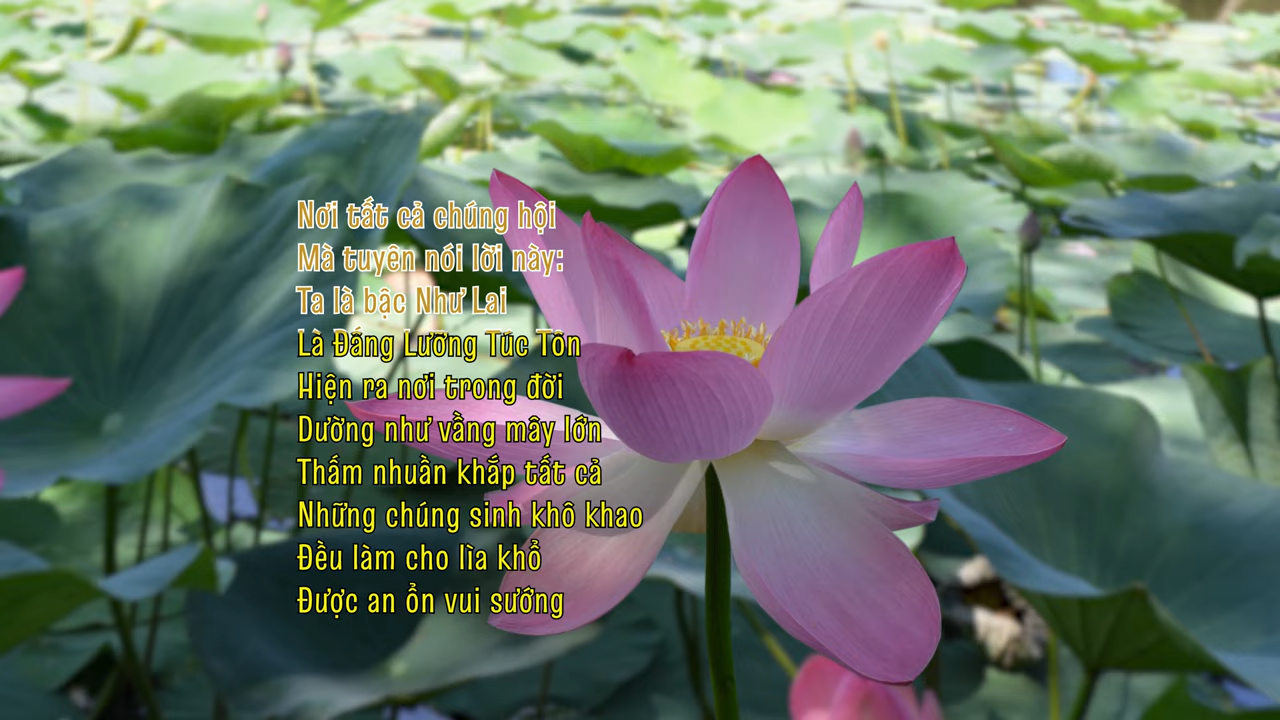 Nơi tất cả chúng hội
Mà tuyên nói lời này:
Ta là bậc Như Lai
Là Đấng Lưỡng Túc Tôn
Hiện ra nơi trong đời
Dường như vầng mây lớn
Thấm nhuần khắp tất cả
Những chúng sinh khô khao
Đều làm cho lìa khổ
Được an ổn vui sướng